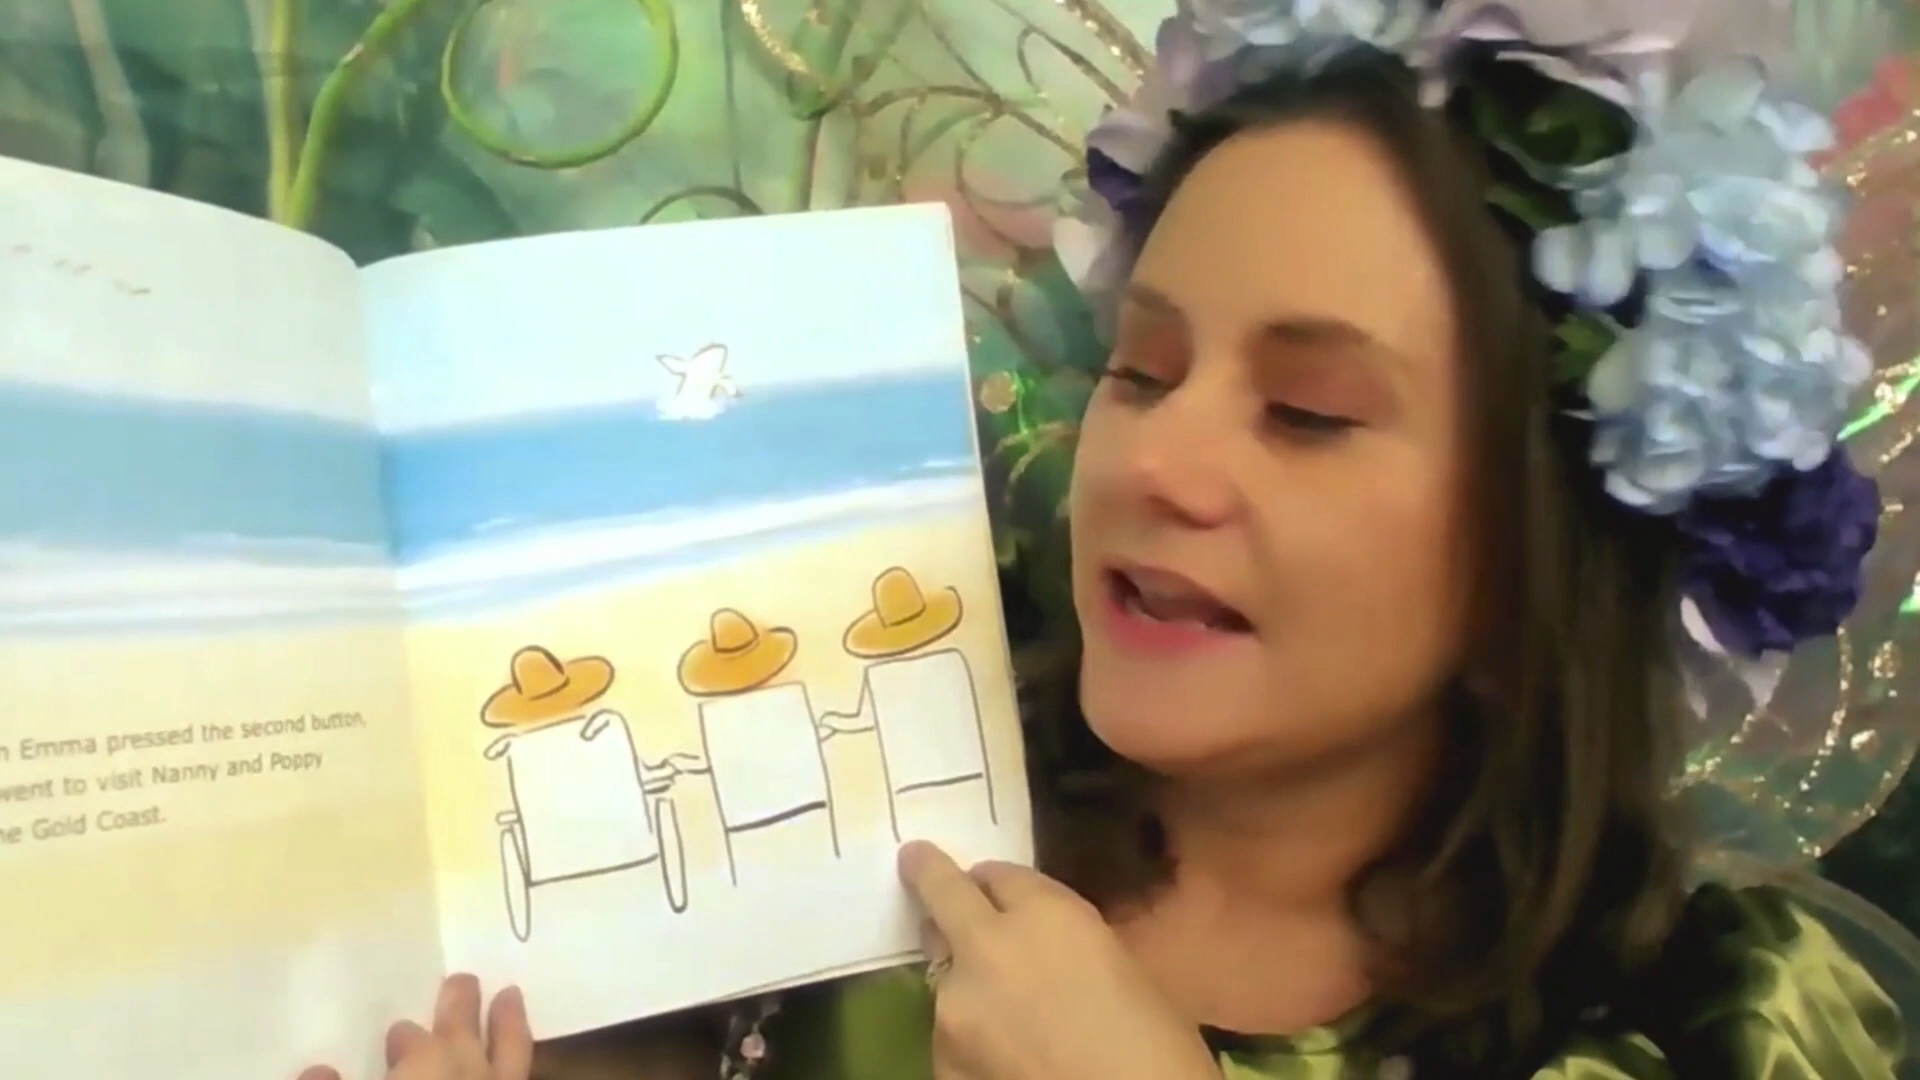 Emma pressed the second button,
went to visit Nanny and Poppy
Gold Coast.